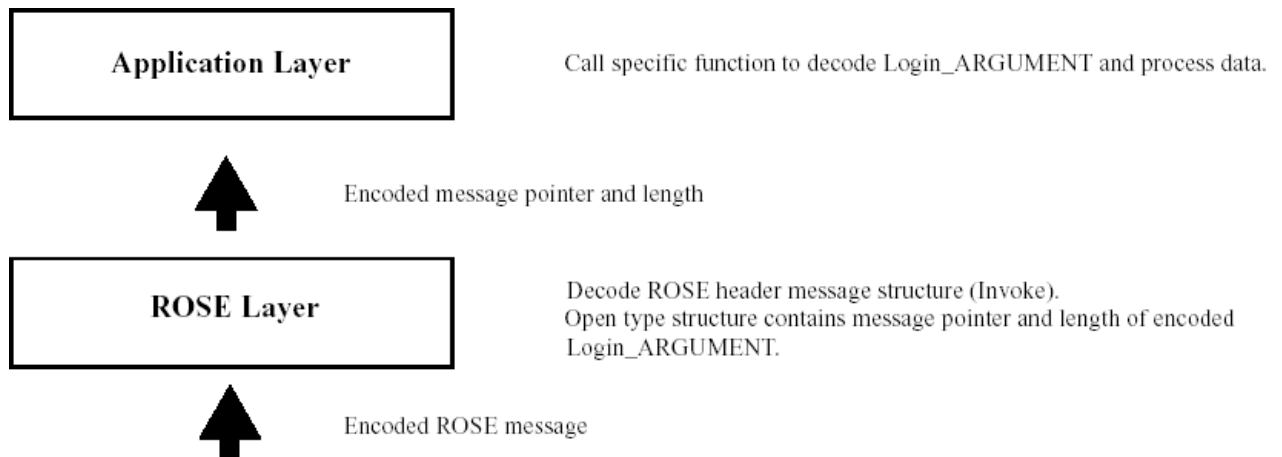 Application Layer
Call specific function to decode Login_ARGUMENT and process data.
Encoded message pointer and length
ROSE Layer
Decode ROSE header message structure (Invoke).
Open type structure contains message pointer and length of encoded
Login_ARGUMENT.
Encoded ROSE message